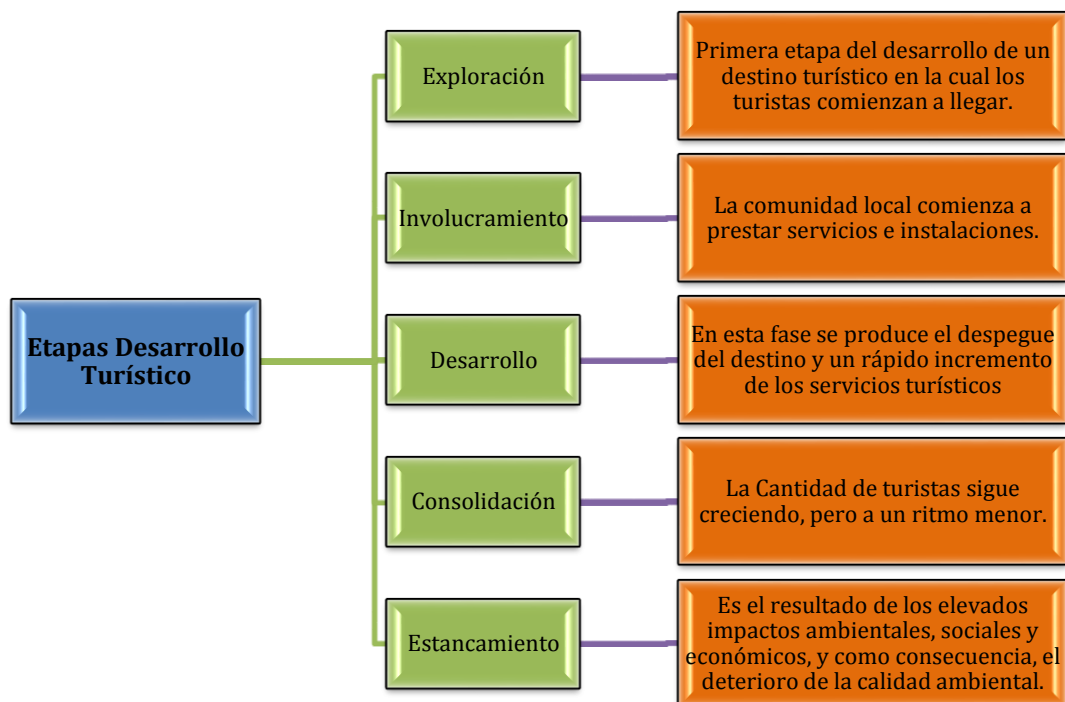 Etapas Desarrollo
Turístico
Exploración
Primera etapa del desarrollo de un
destino turístico en la cual los
turistas comienzan a llegar.
Involucramiento
La comunidad local comienza a
prestar servicios e instalaciones.
Desarrollo
En esta fase se produce el despegue
del destino y un rápido incremento
de los servicios turísticos
Consolidación
La Cantidad de turistas sigue
creciendo, pero a un ritmo menor.
Estancamiento
Es el resultado de los elevados
impactos ambientales, sociales y
económicos, y como consecuencia, el
deterioro de la calidad ambiental.